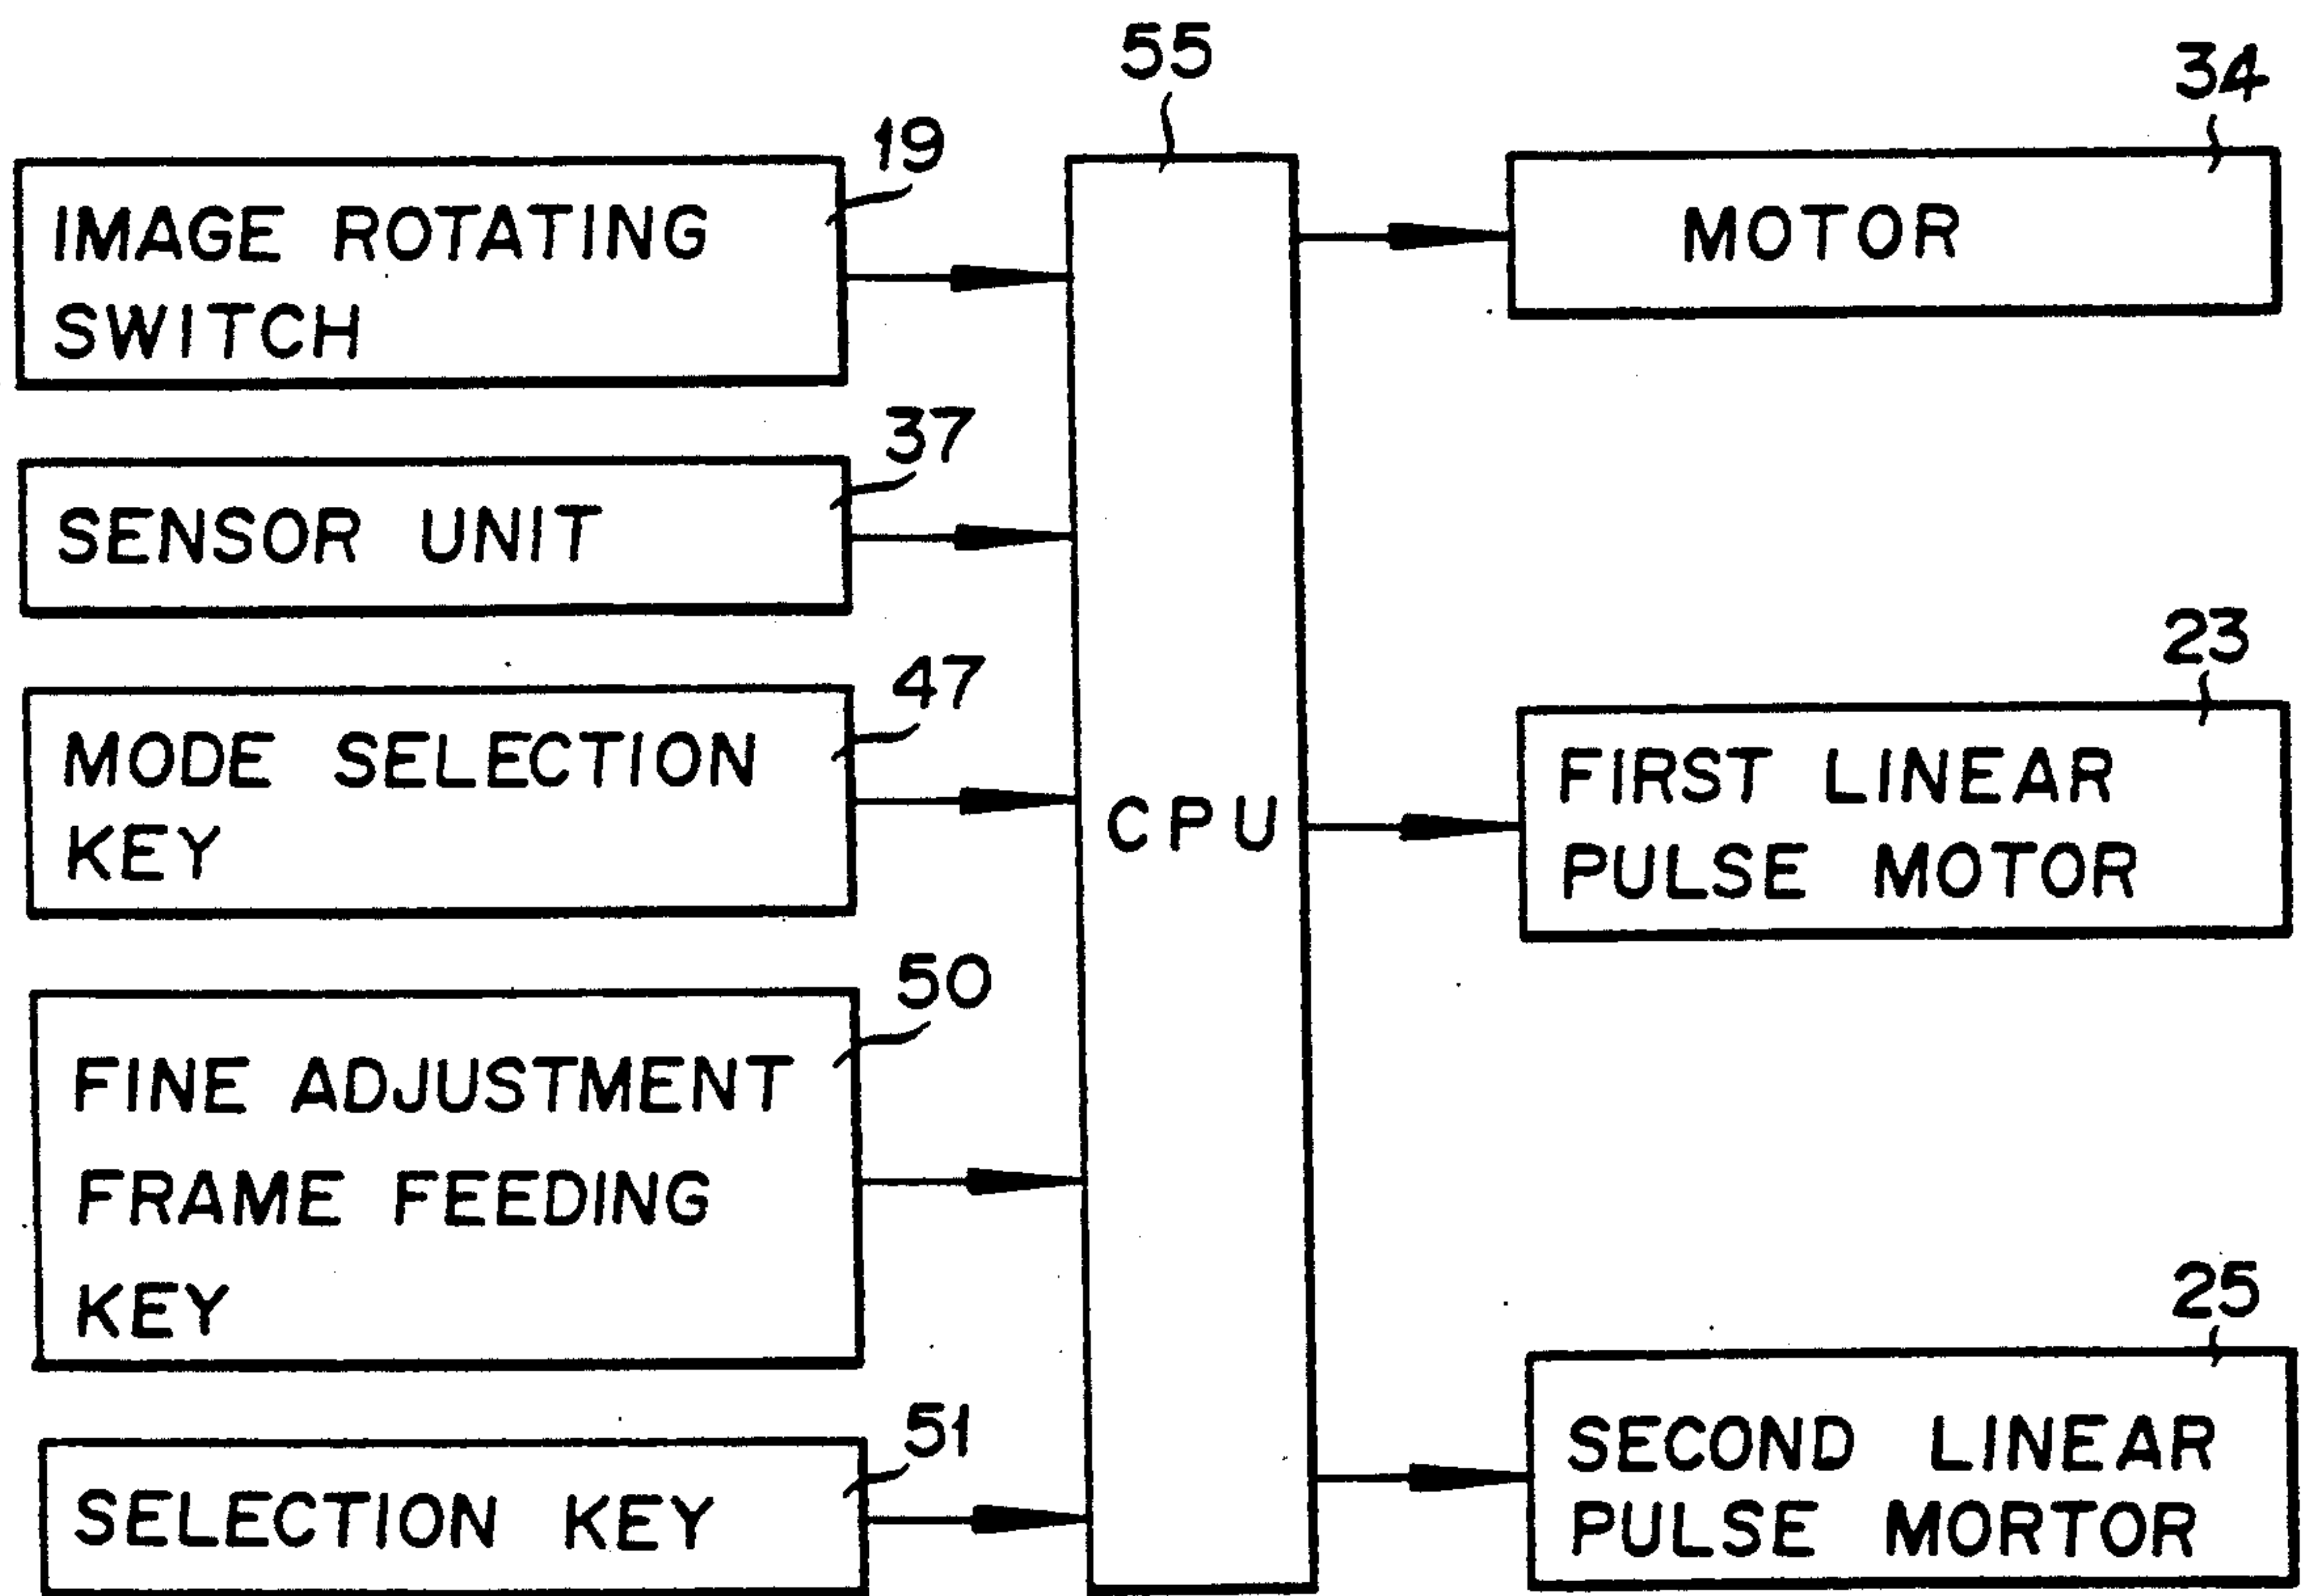 55
34
19
IMAGE ROTATING
SWITCH
MOTOR
37
SENSOR UNIT
23
47
MODE SELECTION
KEY
CPU
FIRST LINEAR
PULSE MOTOR
50
FINE ADJUSTMENT
FRAME FEEDING
KEY
25
51
SELECTION KEY
SECOND LINEAR
PULSE MORTOR